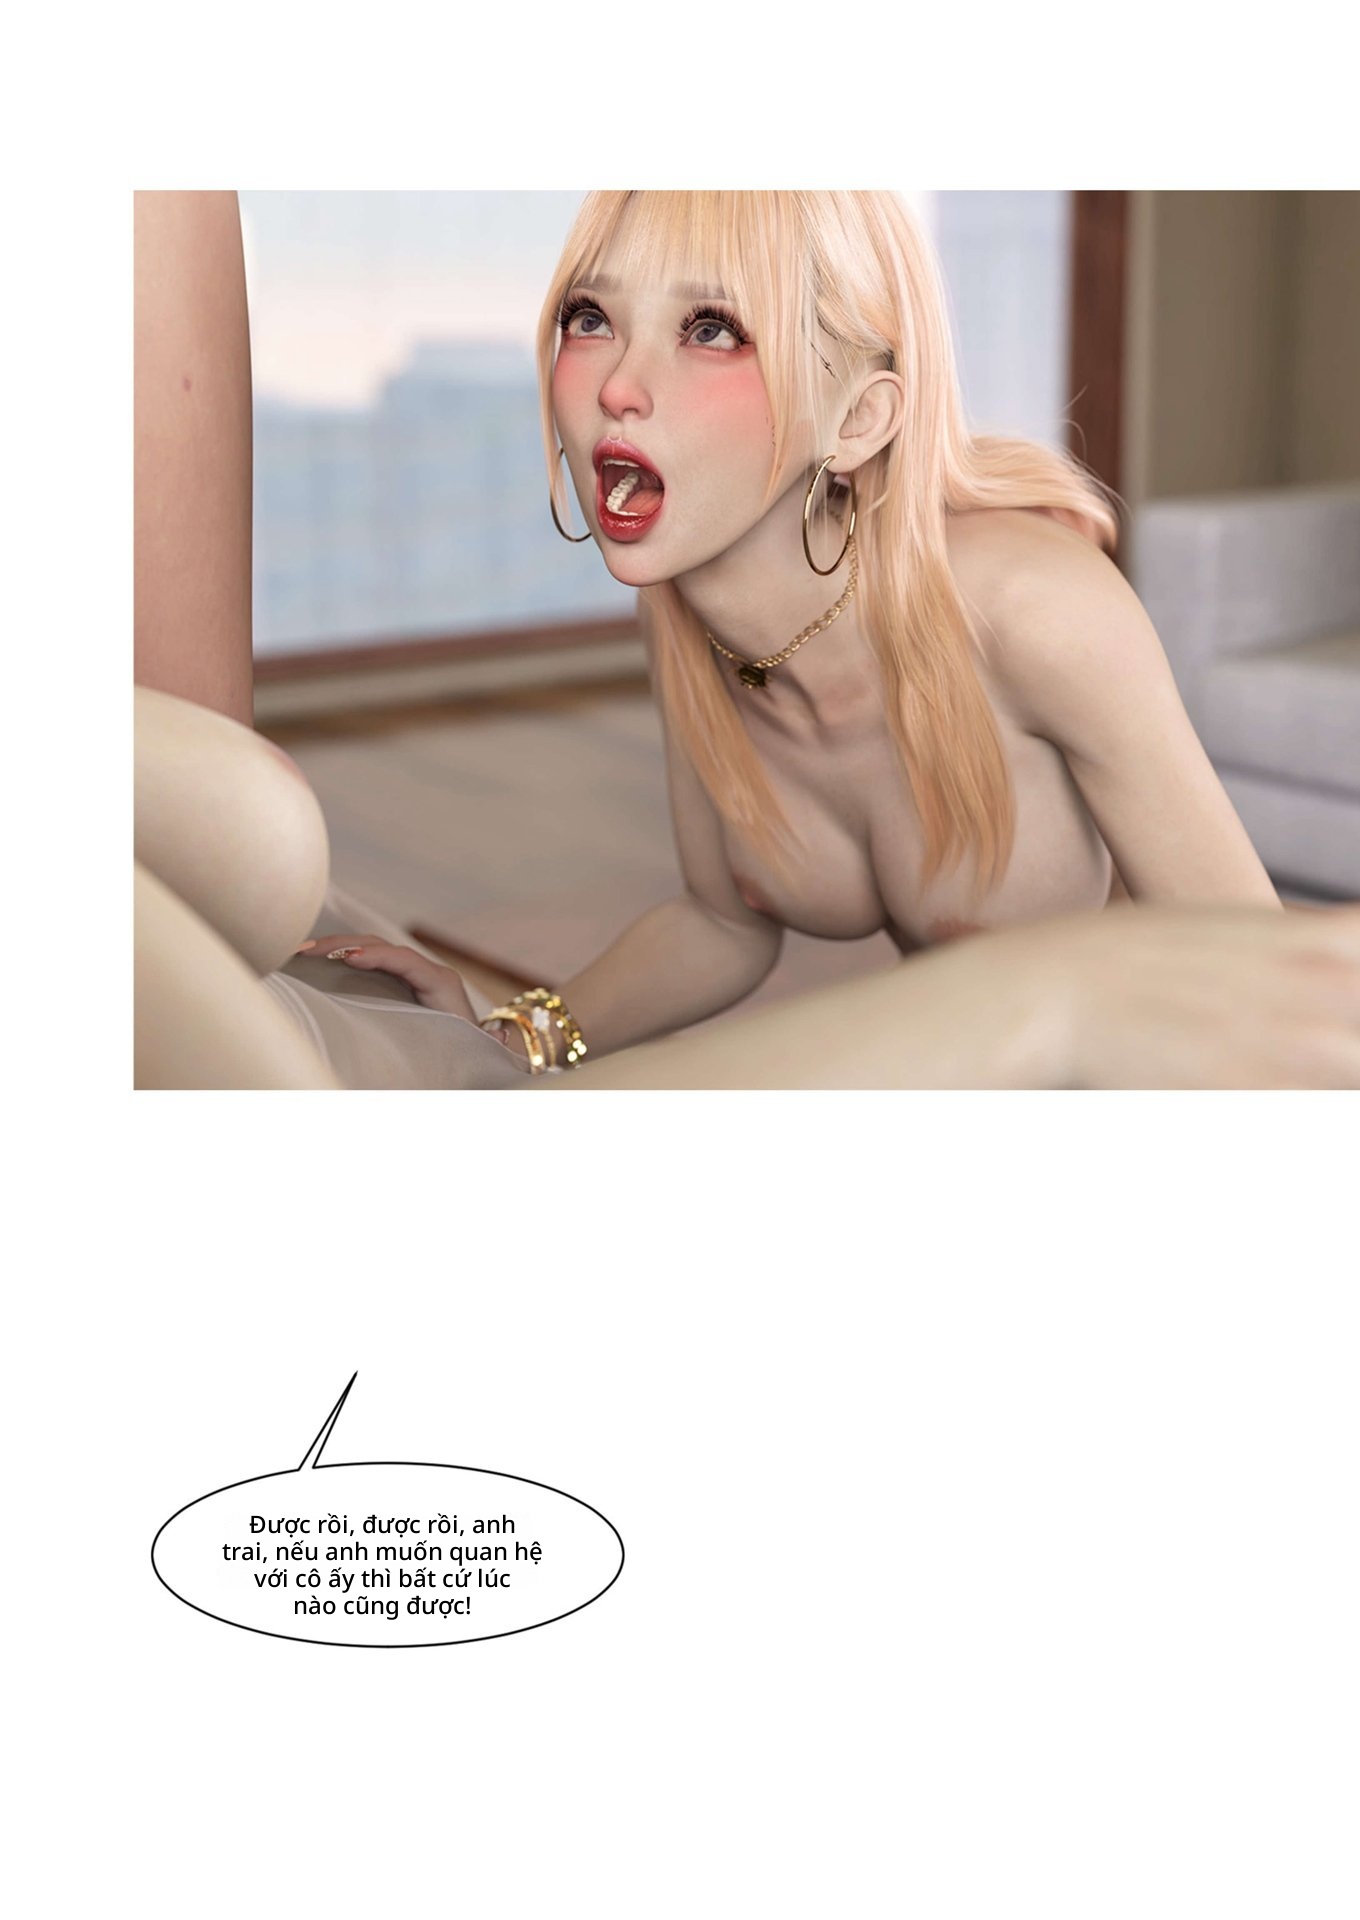 Được rồi, được rồi, anh
trai, nếu anh muốn quan hệ
với cô ấy thì bất cứ lúc
nào cũng được!